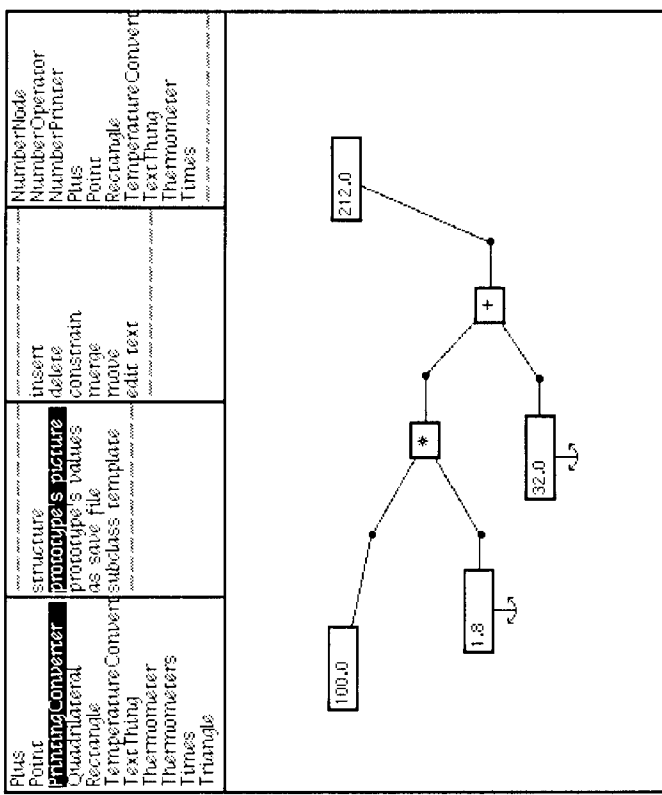 Plus
Point
PrintingConverter
Quadrilateral
Rectangle
TemperatureConvert
TextThing
Thermometer
Thermometers
Times
Triangle
structure
prototype's picture
prototype's values
as save file
subclass template
insert
delete
constrain
merge
move
edit text
NumberNode
NumberOperator
NumberPrinter
Plus
Point
Rectangle
TemperatureConvert
TextThing
Thermometer
Times
100.0
1.8
*
32.0
+
212.0